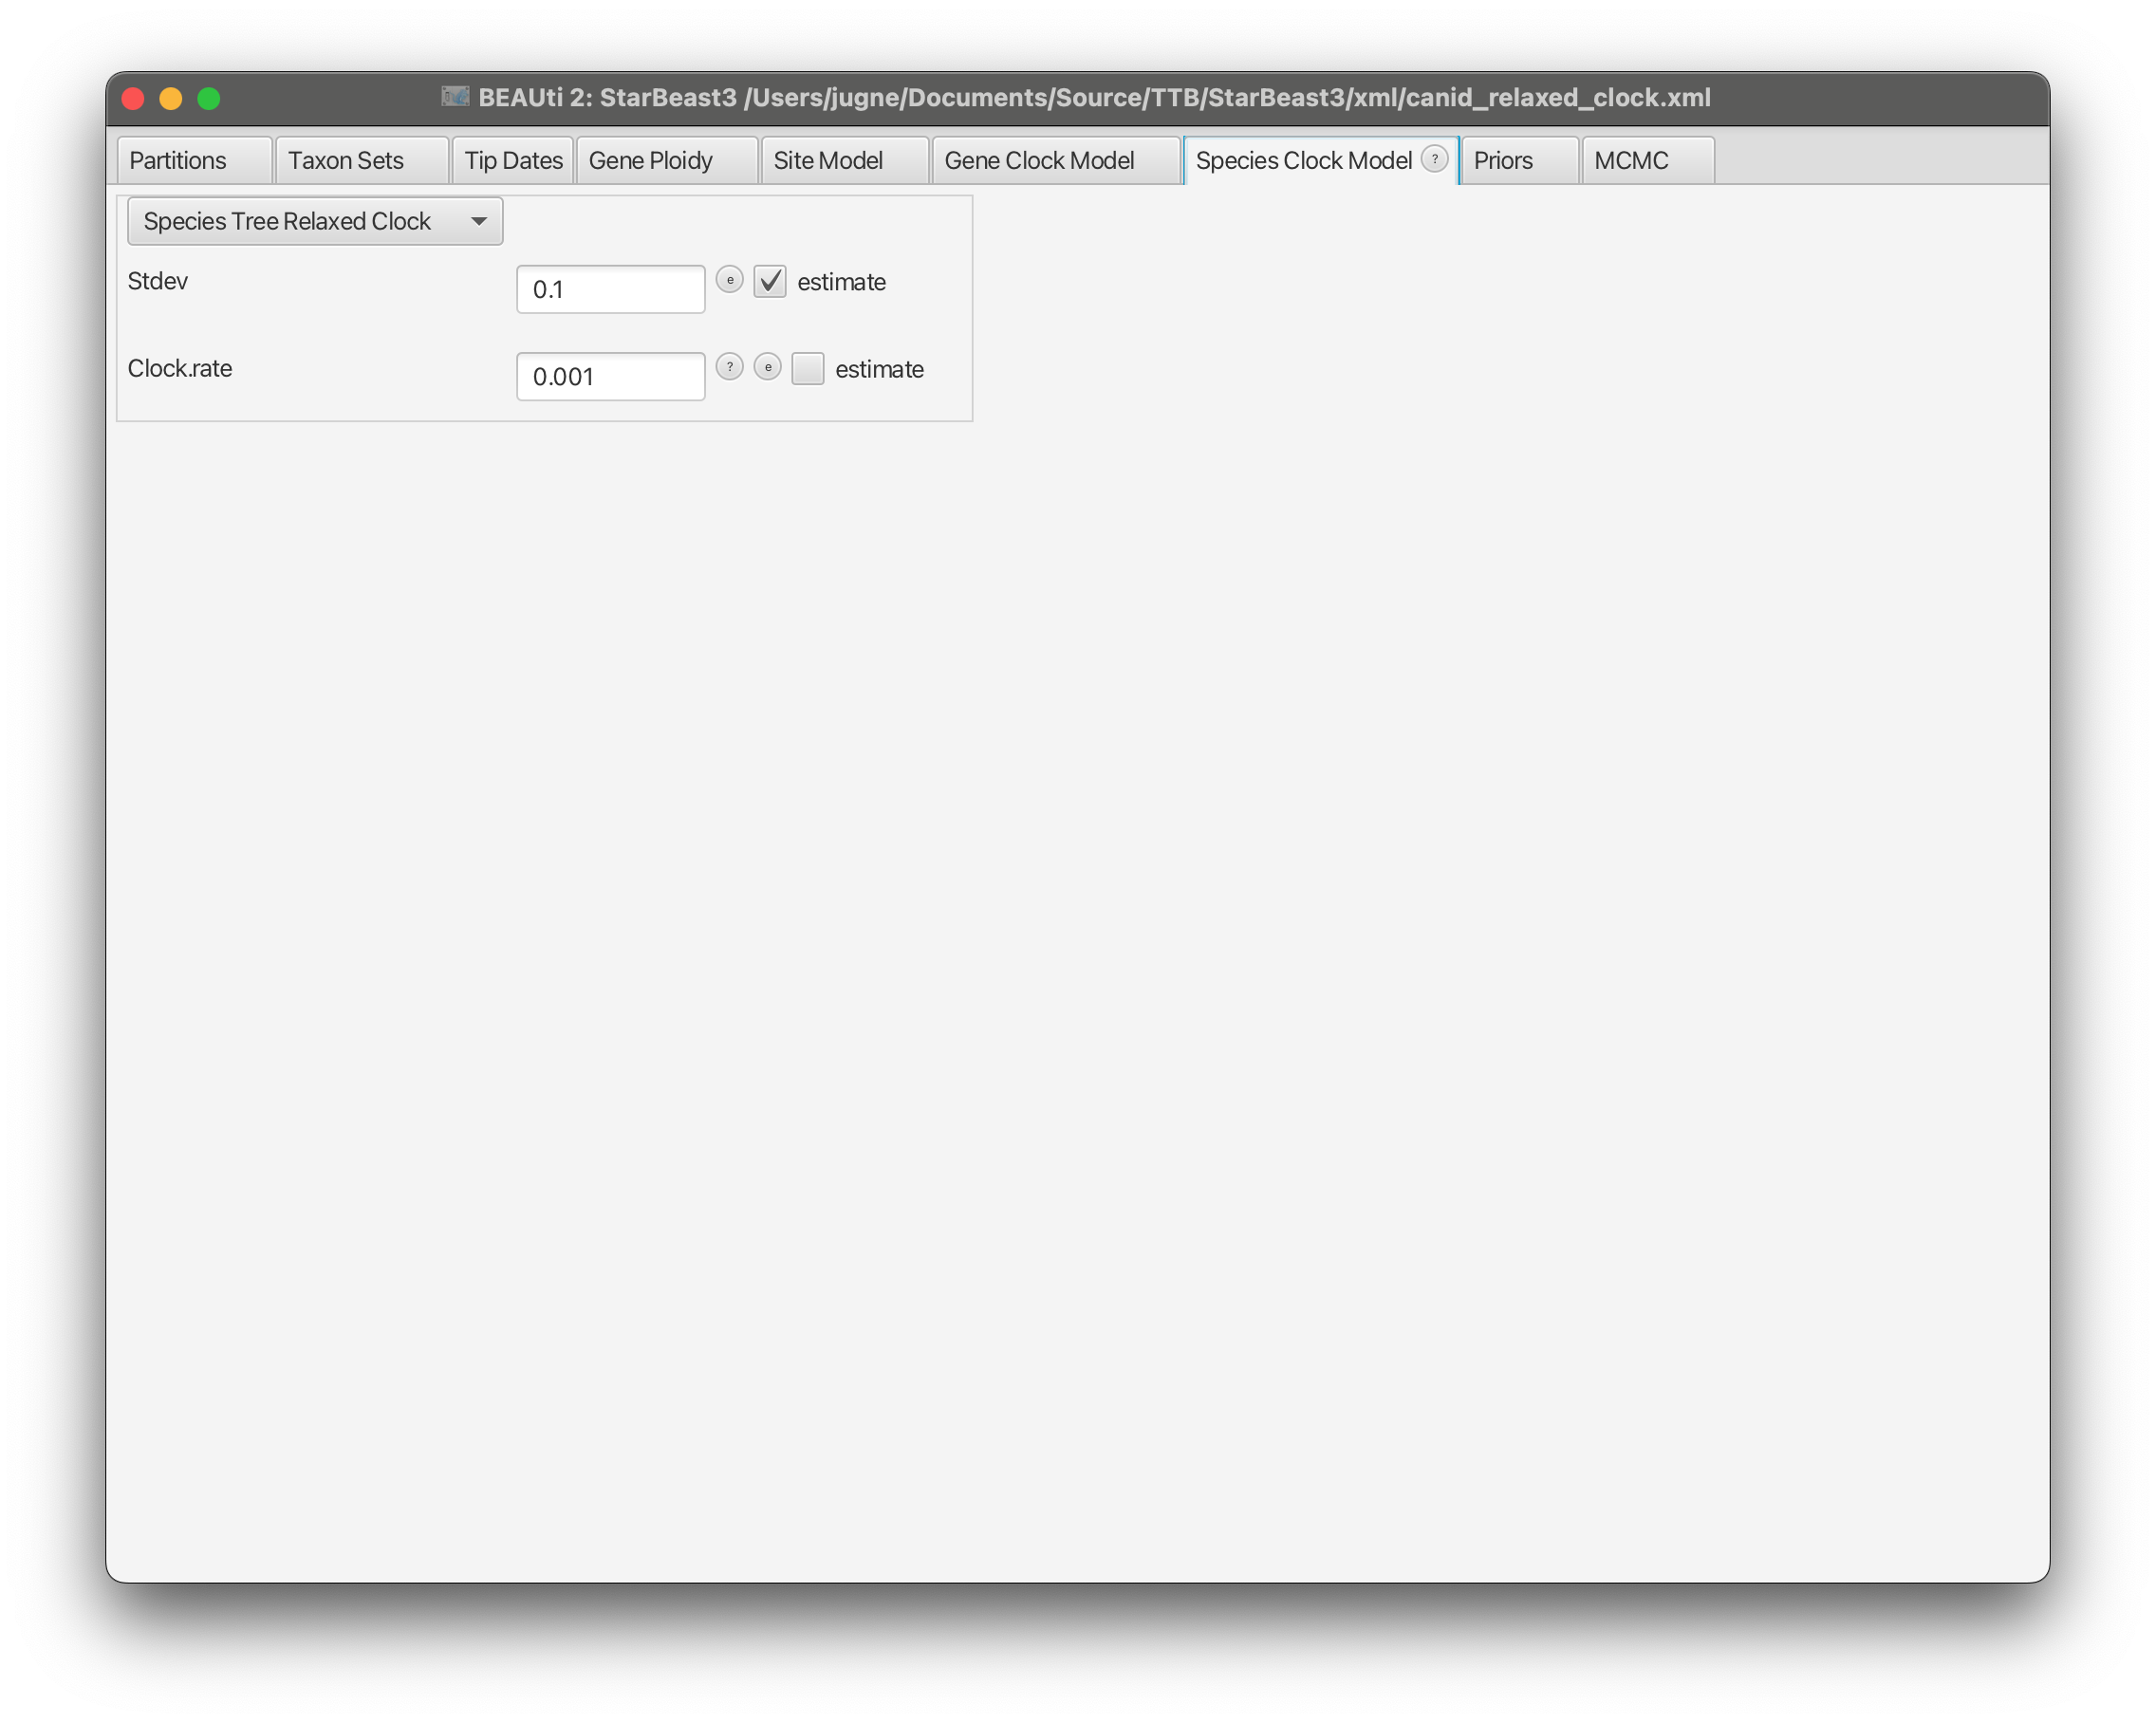 BEAUti 2: StarBeast3 /Users/jugne/Documents/Source/TTB/StarBeast3/xml/canid_relaxed_clock.xml
Partitions Taxon Sets Tip Dates Gene Ploidy Site Model Gene Clock Model Species Clock Model ? Priors MCMC
Species Tree Relaxed Clock
Stdev 0.1 e estimate
Clock.rate 0.001 ? e estimate